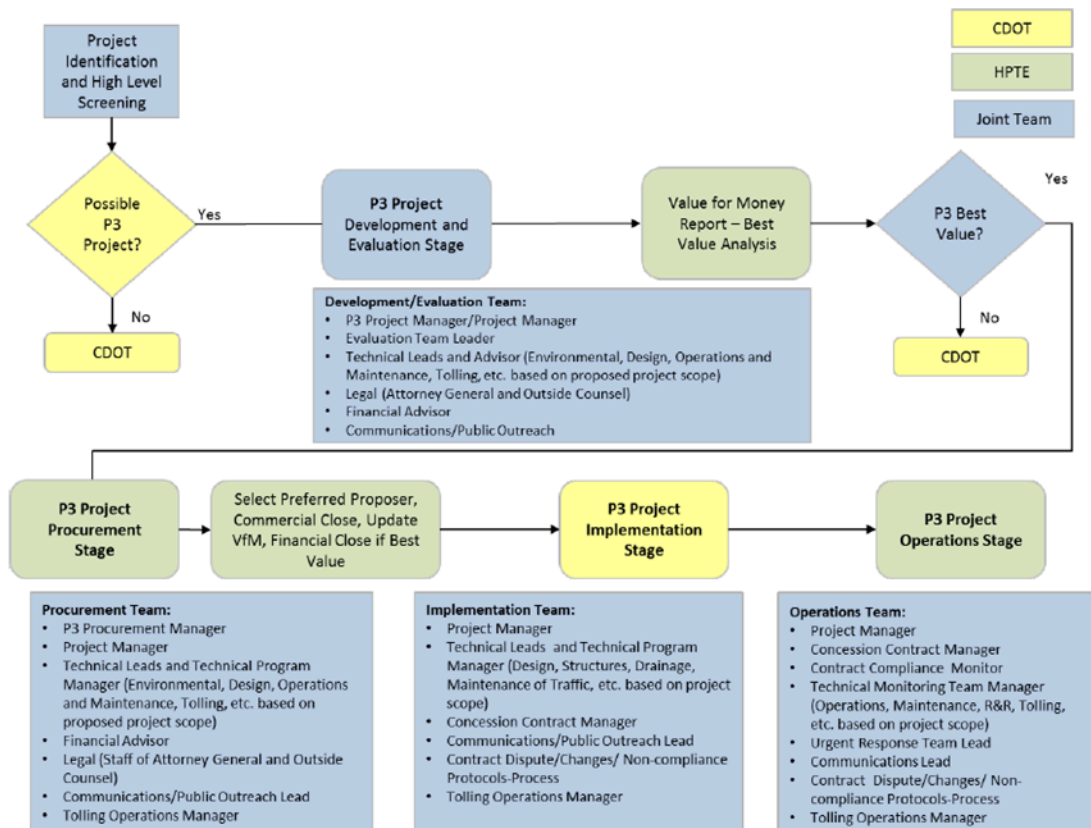 Project
Identification
and High Level
Screening
CDOT
HPTE
Joint Team
Possible
P3
Project?
Yes
No
CDOT
P3 Project
Development and
Evaluation Stage
Value for Money
Report – Best
Value Analysis
P3 Best
Value?
Yes
No
CDOT
Development/Evaluation Team:
• P3 Project Manager/Project Manager
• Evaluation Team Leader
• Technical Leads and Advisor (Environmental, Design, Operations and
Maintenance, Tolling, etc. based on proposed project scope)
• Legal (Attorney General and Outside Counsel)
• Financial Advisor
• Communications/Public Outreach
P3 Project
Procurement
Stage
Select Preferred Proposer,
Commercial Close, Update
VfM, Financial Close if Best
Value
P3 Project
Implementation
Stage
P3 Project
Operations Stage
Procurement Team:
• P3 Procurement Manager
• Project Manager
• Technical Leads and Technical Program
Manager (Environmental, Design, Operations
and Maintenance, Tolling, etc. based on
proposed project scope)
• Financial Advisor
• Legal (Staff of Attorney General and Outside
Counsel)
• Communications/Public Outreach Lead
• Tolling Operations Manager
Implementation Team:
• Project Manager
• Technical Leads and Technical Program
Manager (Design, Structures, Drainage,
Maintenance of Traffic, etc. based on project
scope)
• Concession Contract Manager
• Communications/Public Outreach Lead
• Contract Dispute/Changes/ Non-compliance
Protocols-Process
• Tolling Operations Manager
Operations Team:
• Project Manager
• Concession Contract Manager
• Contract Compliance Monitor
• Technical Monitoring Team Manager
(Operations, Maintenance, R&R, Tolling,
etc. based on project scope)
• Urgent Response Team Lead
• Communications Lead
• Contract Dispute/Changes/ Non-
compliance Protocols-Process
• Tolling Operations Manager